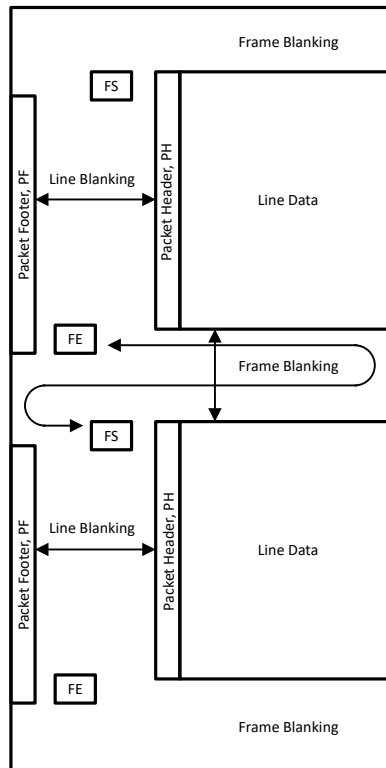 Frame Blanking
FS
Packet Footer, PF
Line Blanking
Packet Header, PH
Line Data
FE
Frame Blanking
FS
Packet Footer, PF
Line Blanking
Packet Header, PH
Line Data
FE
Frame Blanking